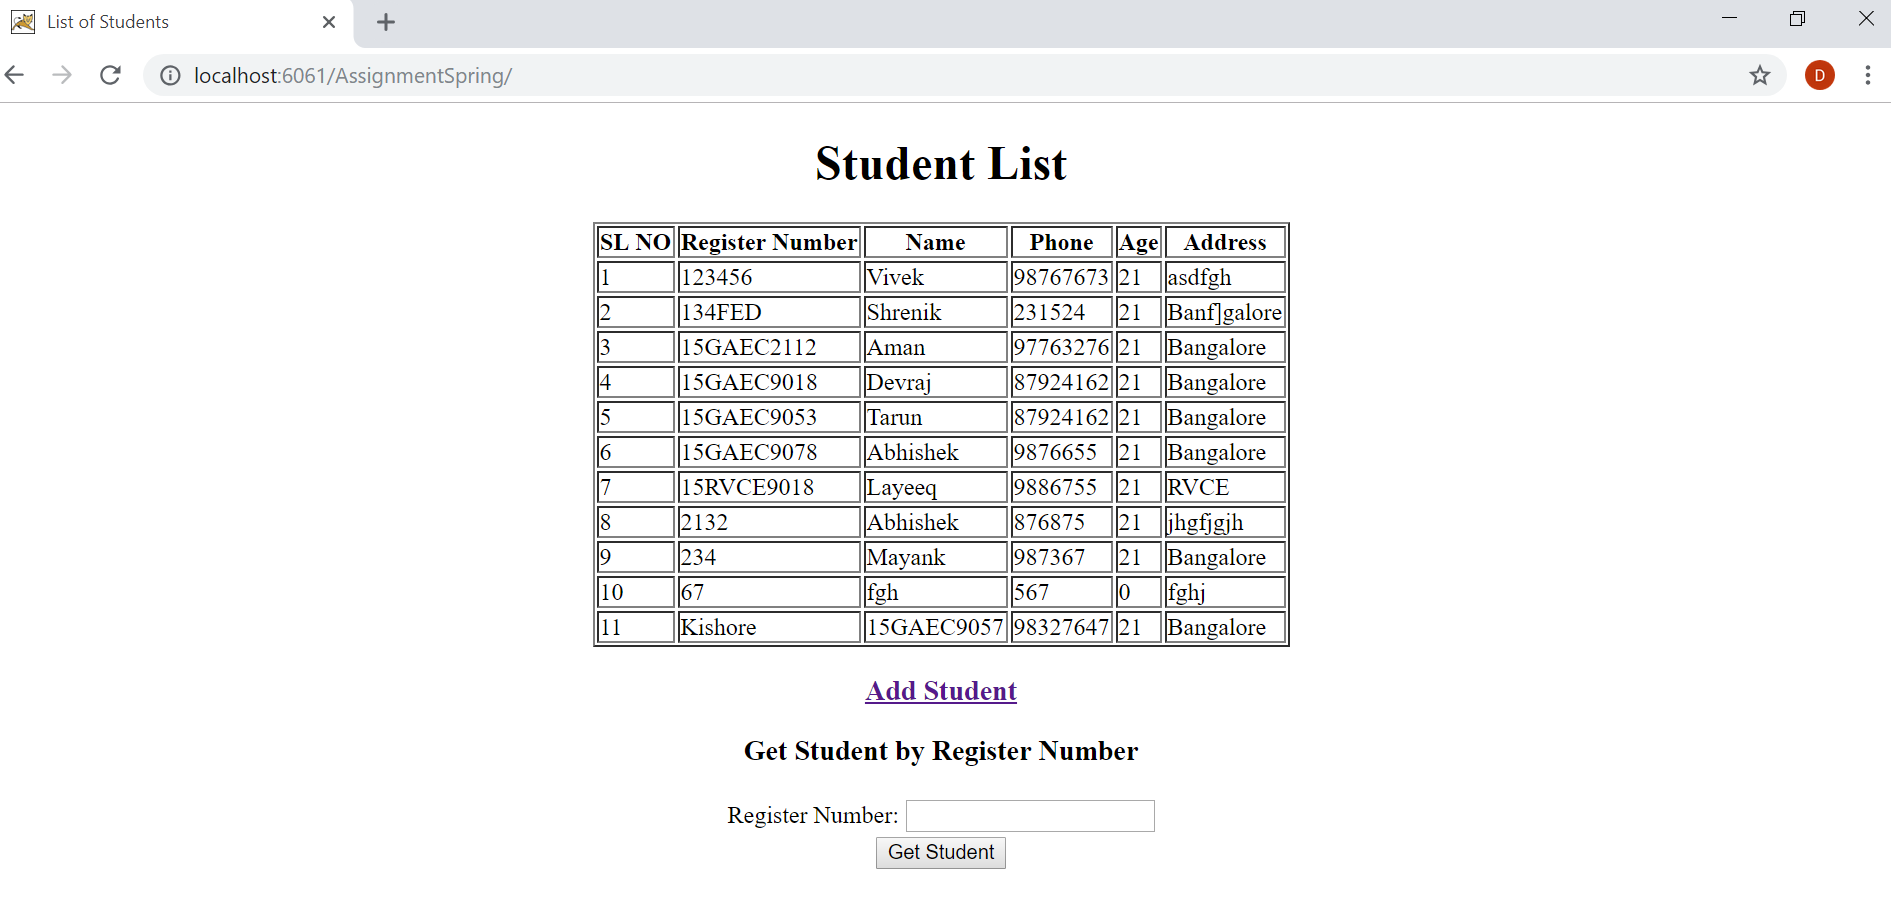 List of Students
localhost:6061/AssignmentSpring/
D
Student List
SL NO Register Number Name Phone Age Address
1 123456 Vivek 98767673 21 asdfgh
2 134FED Shrenik 231524 21 Banf]galore
3 15GAEC2112 Aman 97763276 21 Bangalore
4 15GAEC9018 Devraj 87924162 21 Bangalore
5 15GAEC9053 Tarun 87924162 21 Bangalore
6 15GAEC9078 Abhishek 9876655 21 Bangalore
7 15RVCE9018 Layeeq 9886755 21 RVCE
8 2132 Abhishek 876875 21 jhgfjgjh
9 234 Mayank 987367 21 Bangalore
10 67 fgh 567 0 fghj
11 Kishore 15GAEC9057 98327647 21 Bangalore
Add Student
Get Student by Register Number
Register Number:
Get Student